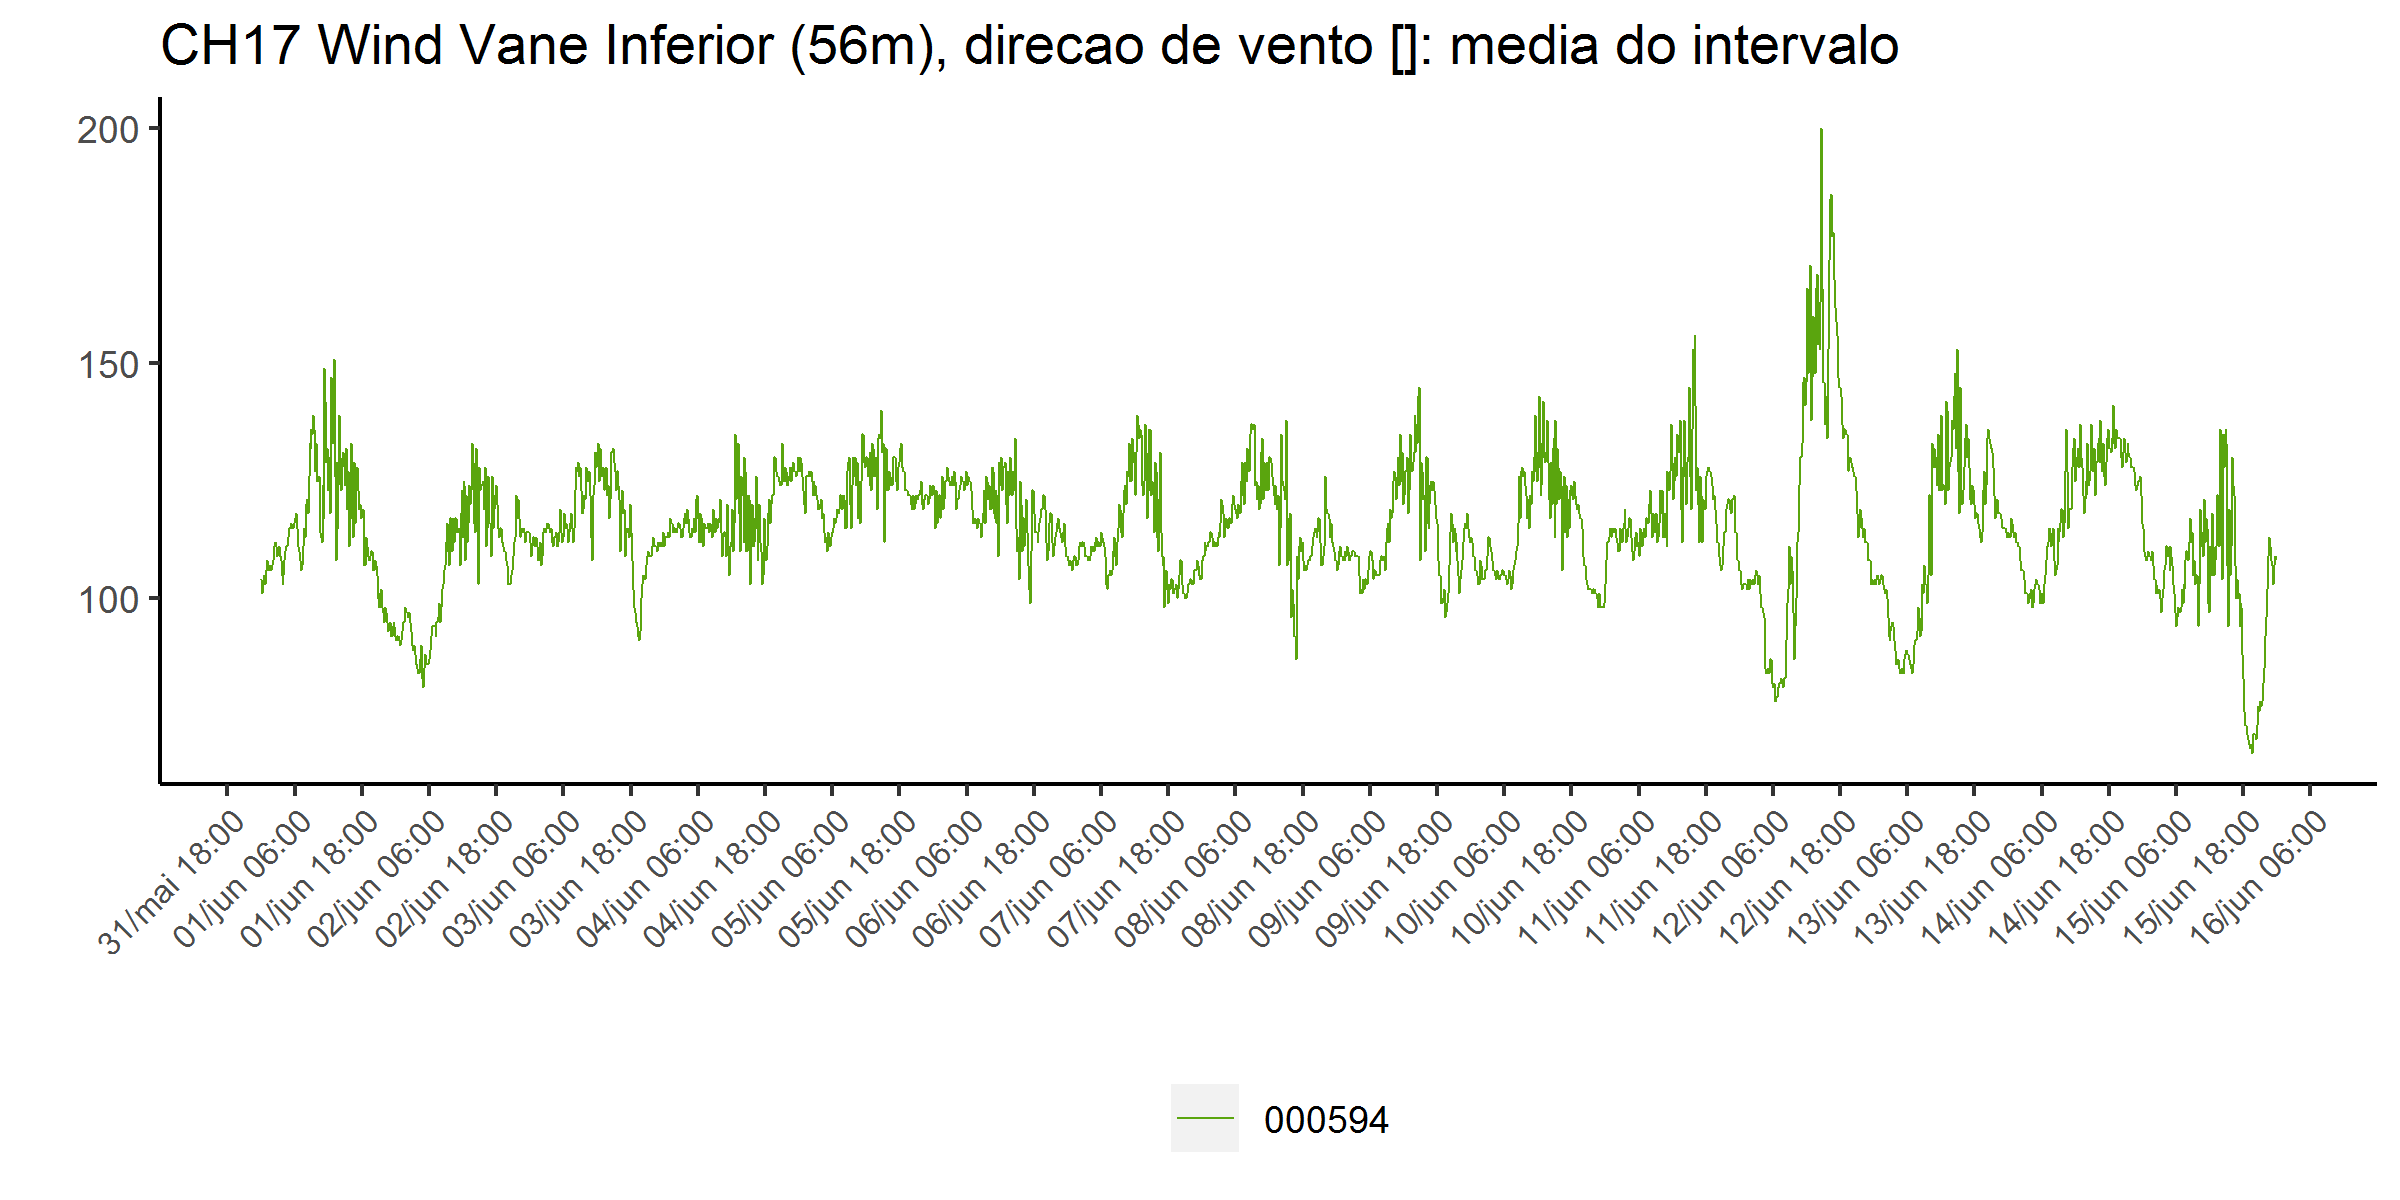 CH17 Wind Vane Inferior (56m), direcao de vento []: media do intervalo
200
150
100
31/mai 18:00
01/jun 06:00
01/jun 18:00
02/jun 06:00
02/jun 18:00
03/jun 06:00
03/jun 18:00
04/jun 06:00
04/jun 18:00
05/jun 06:00
05/jun 18:00
06/jun 06:00
06/jun 18:00
07/jun 06:00
07/jun 18:00
08/jun 06:00
08/jun 18:00
09/jun 06:00
09/jun 18:00
10/jun 06:00
10/jun 18:00
11/jun 06:00
11/jun 18:00
12/jun 06:00
12/jun 18:00
13/jun 06:00
13/jun 18:00
14/jun 06:00
14/jun 18:00
15/jun 06:00
15/jun 18:00
16/jun 06:00
000594